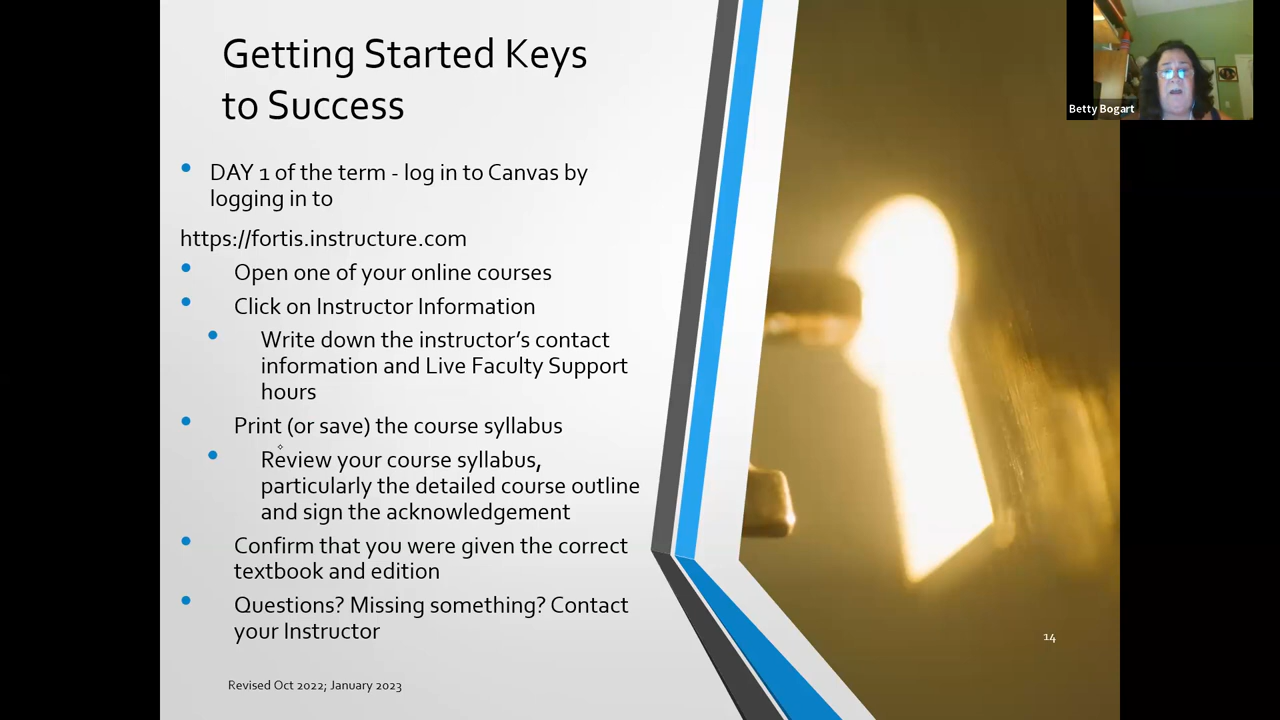 Getting Started Keys
to Success
DAY 1 of the term - log in to Canvas by
logging in to
https://fortis.instructure.com
Open one of your online courses
Click on Instructor Information
Write down the instructor’s contact
information and Live Faculty Support
hours
Print (or save) the course syllabus
Review your course syllabus,
particularly the detailed course outline
and sign the acknowledgement
Confirm that you were given the correct
textbook and edition
Questions? Missing something? Contact
your Instructor
Revised Oct 2022; January 2023
14
Betty Bogart